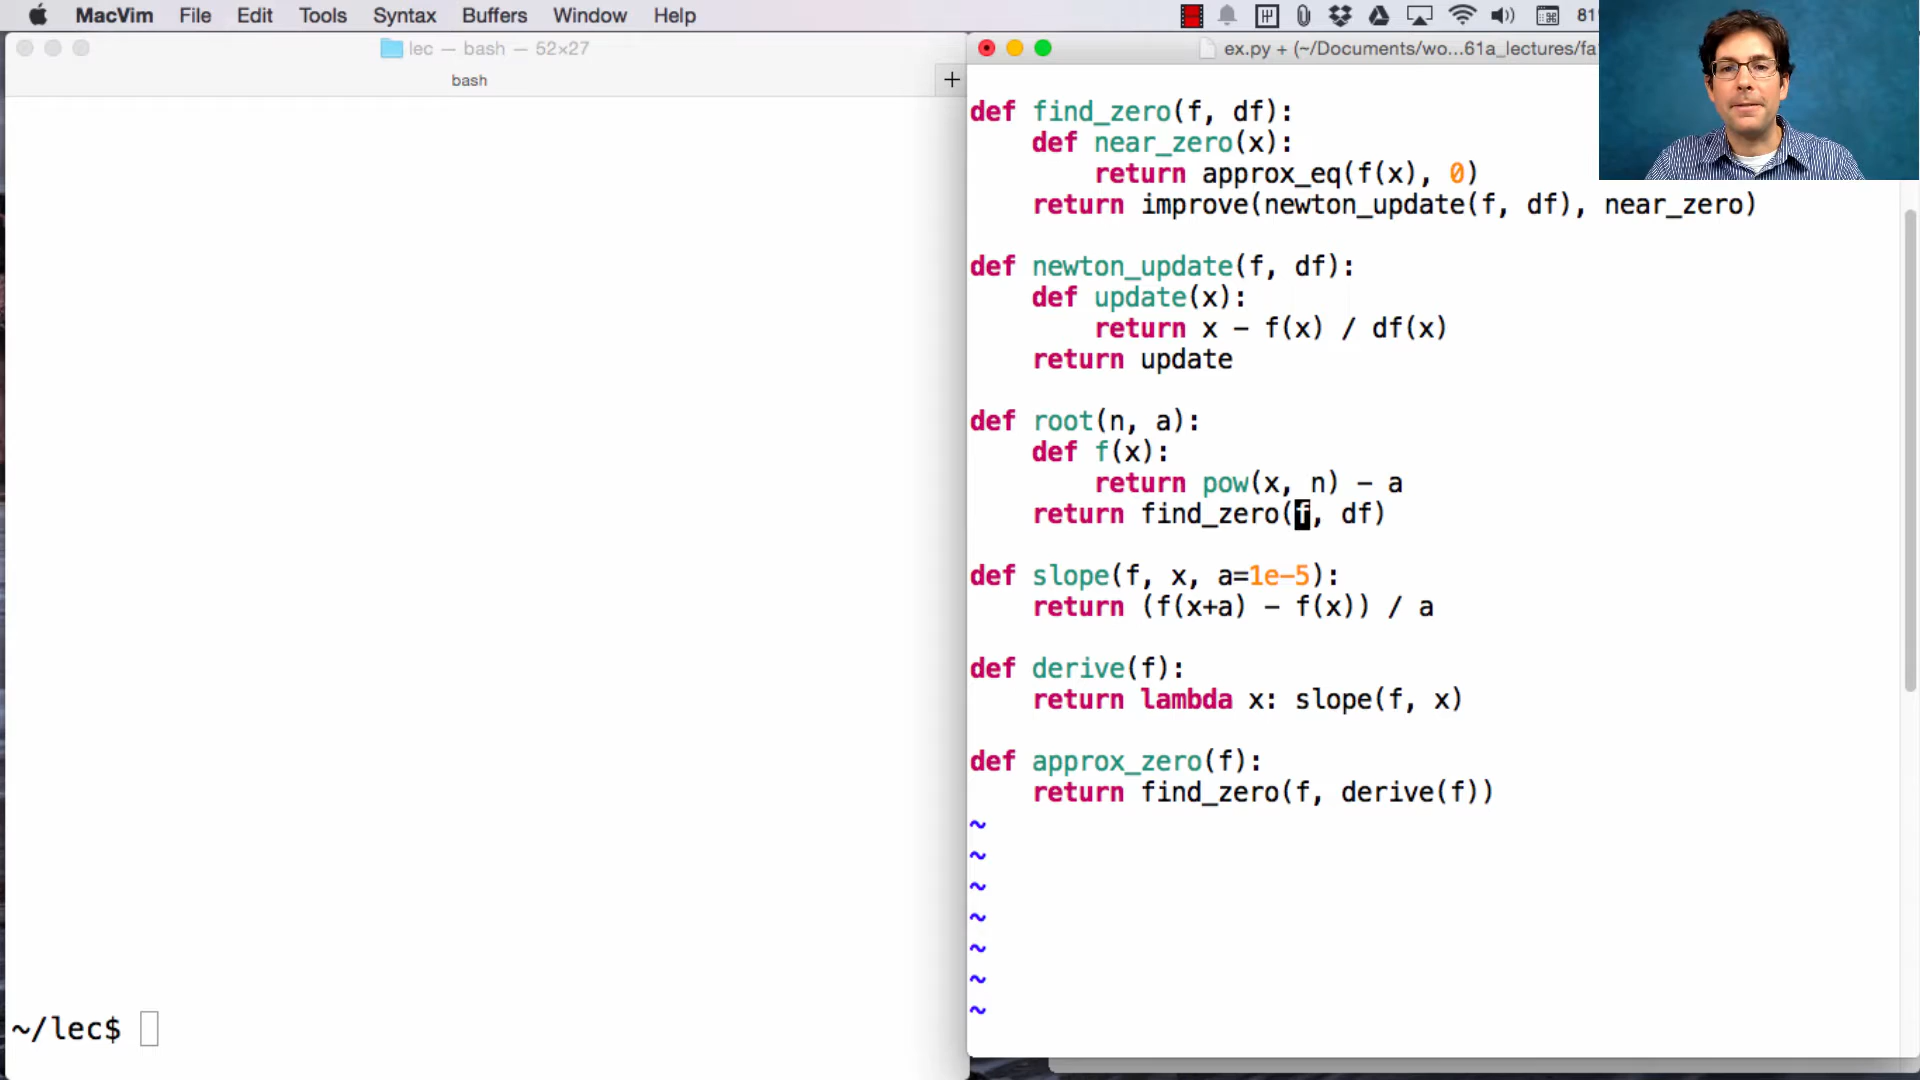 MacVim File Edit Tools Syntax Buffers Window Help 81
lec — bash — 52×27
bash
+
~/lec$
ex.py + (~/Documents/wo...61a_lectures/fa
def find_zero(f, df):
    def near_zero(x):
        return approx_eq(f(x), 0)
    return improve(newton_update(f, df), near_zero)
def newton_update(f, df):
    def update(x):
        return x - f(x) / df(x)
    return update
def root(n, a):
    def f(x):
        return pow(x, n) - a
    return find_zero(f, df)
def slope(f, x, a=1e-5):
    return (f(x+a) - f(x)) / a
def derive(f):
    return lambda x: slope(f, x)
def approx_zero(f):
    return find_zero(f, derive(f))
~
~
~
~
~
~
~